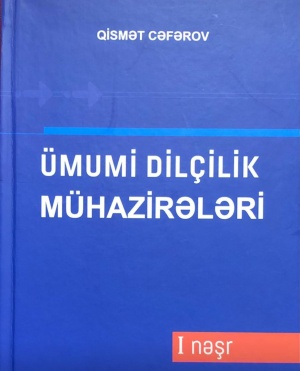 QİSMƏT CƏFƏROV
ÜMUMİ DİLÇİLİK
MÜHAZİRƏLƏRİ
I nəşr